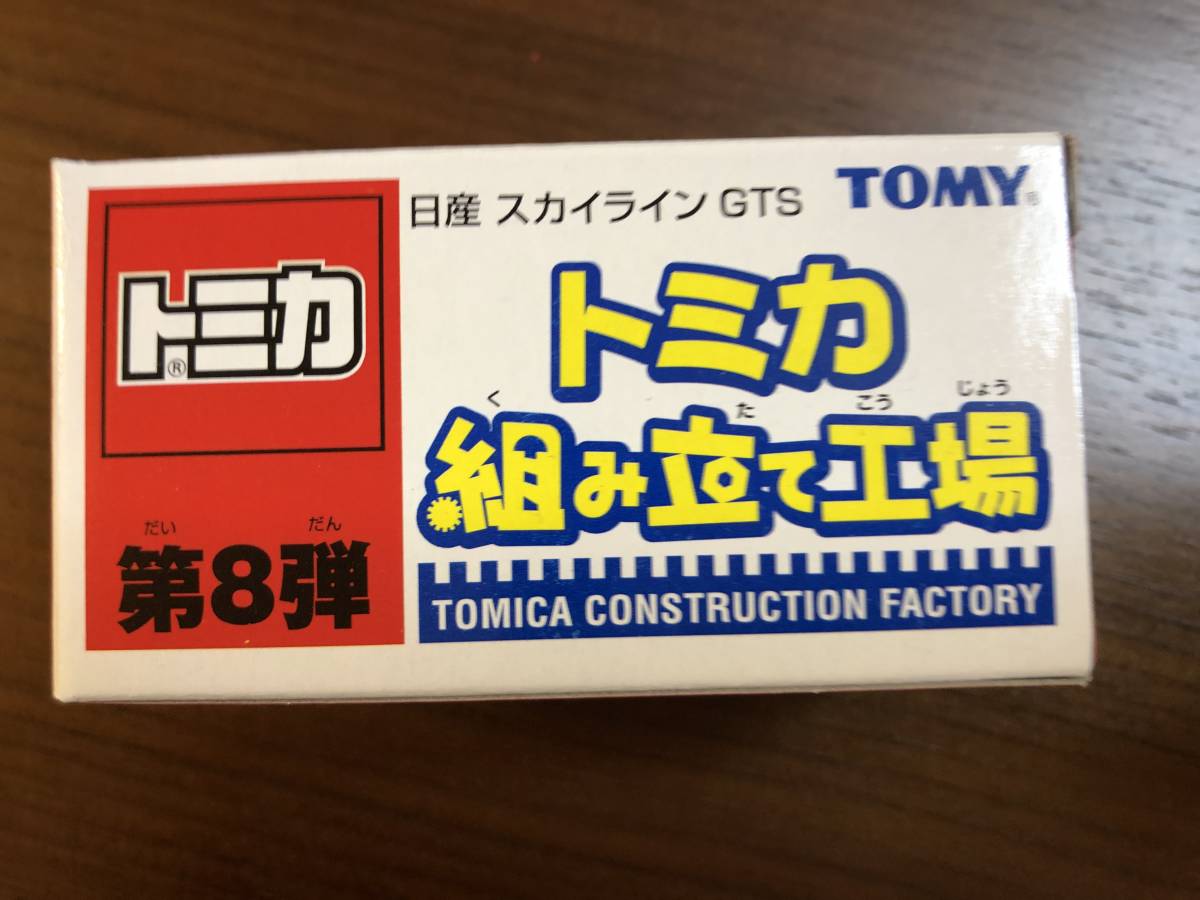 日産 スカイライン GTS
TOMY®
トミカ®
トミカ
く た こう じょう
組み立て工場
だい だん
第8弾
TOMICA CONSTRUCTION FACTORY